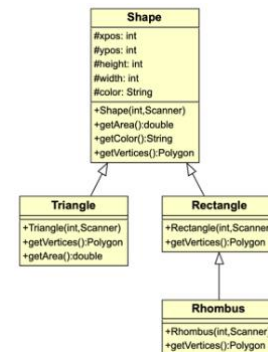 Shape
#xpos: int
#ypos: int
#height: int
#width: int
#color: String
+Shape(int,Scanner)
+getArea():double
+getColor():String
+getVertices():Polygon
Triangle
+Triangle(int,Scanner)
+getVertices():Polygon
+getArea():double
Rectangle
+Rectangle(int,Scanner)
+getVertices():Polygon
Rhombus
+Rhombus(int,Scanner)
+getVertices():Polygon